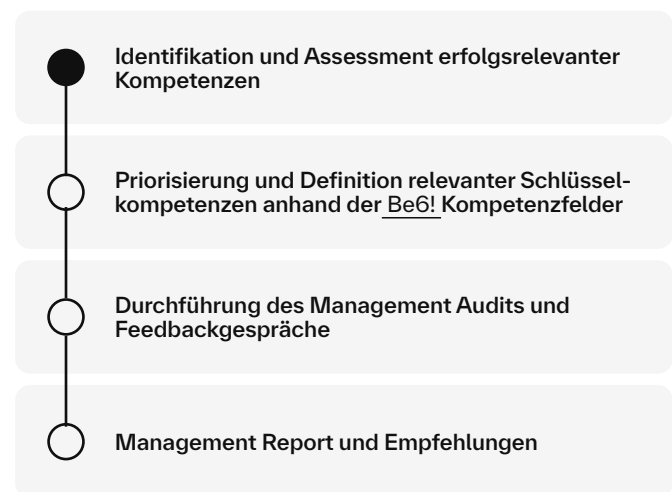 Identifikation und Assessment erfolgsrelevanter
Kompetenzen
Priorisierung und Definition relevanter Schlüssel-
kompetenzen anhand der Be6! Kompetenzfelder
Durchführung des Management Audits und
Feedbackgespräche
Management Report und Empfehlungen